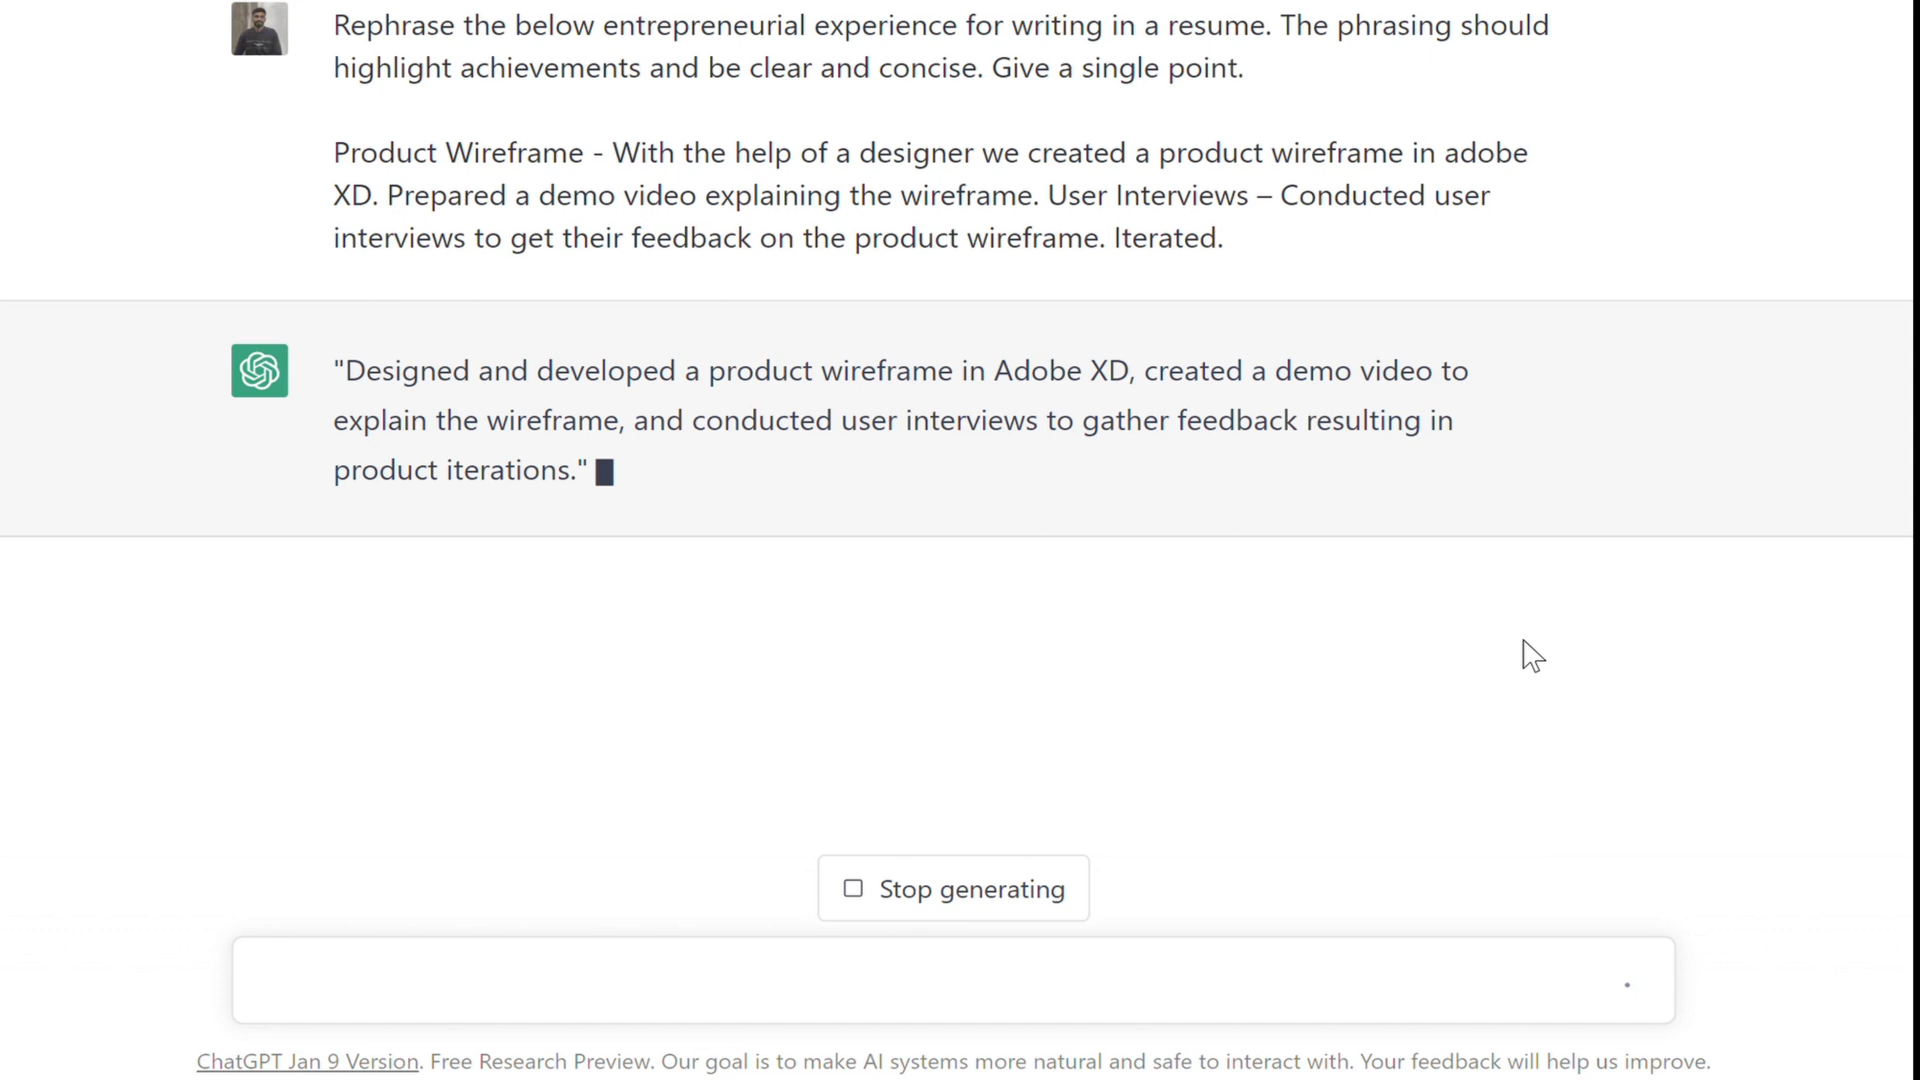 Rephrase the below entrepreneurial experience for writing in a resume. The phrasing should
highlight achievements and be clear and concise. Give a single point.
Product Wireframe - With the help of a designer we created a product wireframe in adobe
XD. Prepared a demo video explaining the wireframe. User Interviews – Conducted user
interviews to get their feedback on the product wireframe. Iterated.
"Designed and developed a product wireframe in Adobe XD, created a demo video to
explain the wireframe, and conducted user interviews to gather feedback resulting in
product iterations."
Stop generating
ChatGPT Jan 9 Version. Free Research Preview. Our goal is to make AI systems more natural and safe to interact with. Your feedback will help us improve.